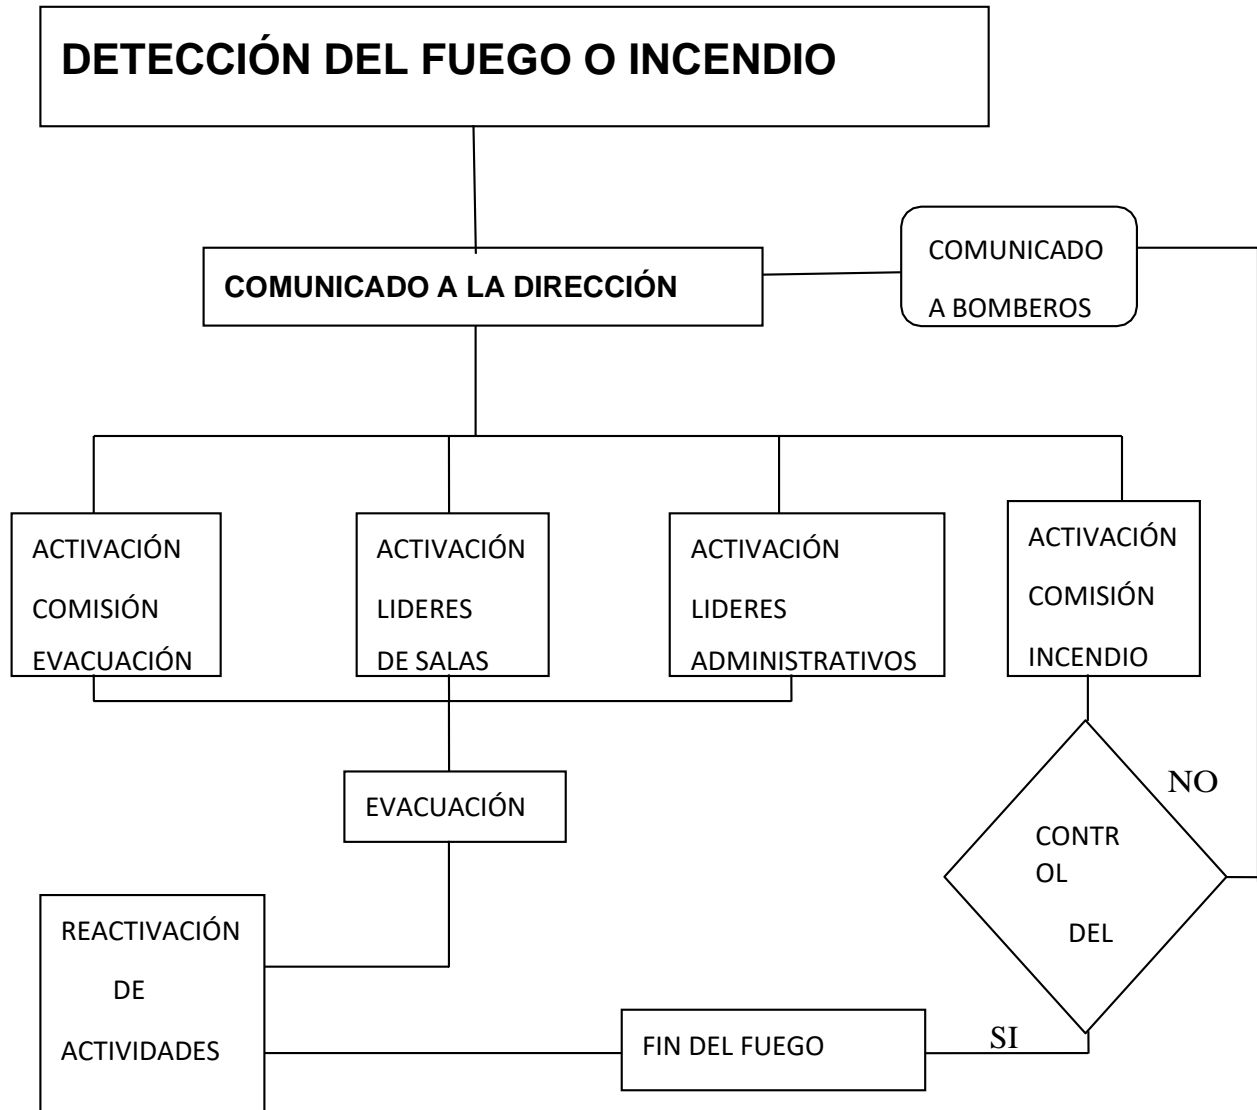 DETECCIÓN DEL FUEGO O INCENDIO
COMUNICADO A LA DIRECCIÓN
COMUNICADO
A BOMBEROS
ACTIVACIÓN
COMISIÓN
EVACUACIÓN
ACTIVACIÓN
LIDERES
DE SALAS
ACTIVACIÓN
LIDERES
ADMINISTRATIVOS
ACTIVACIÓN
COMISIÓN
INCENDIO
EVACUACIÓN
NO
CONTR
OL
DEL
REACTIVACIÓN
DE
ACTIVIDADES
FIN DEL FUEGO
SI